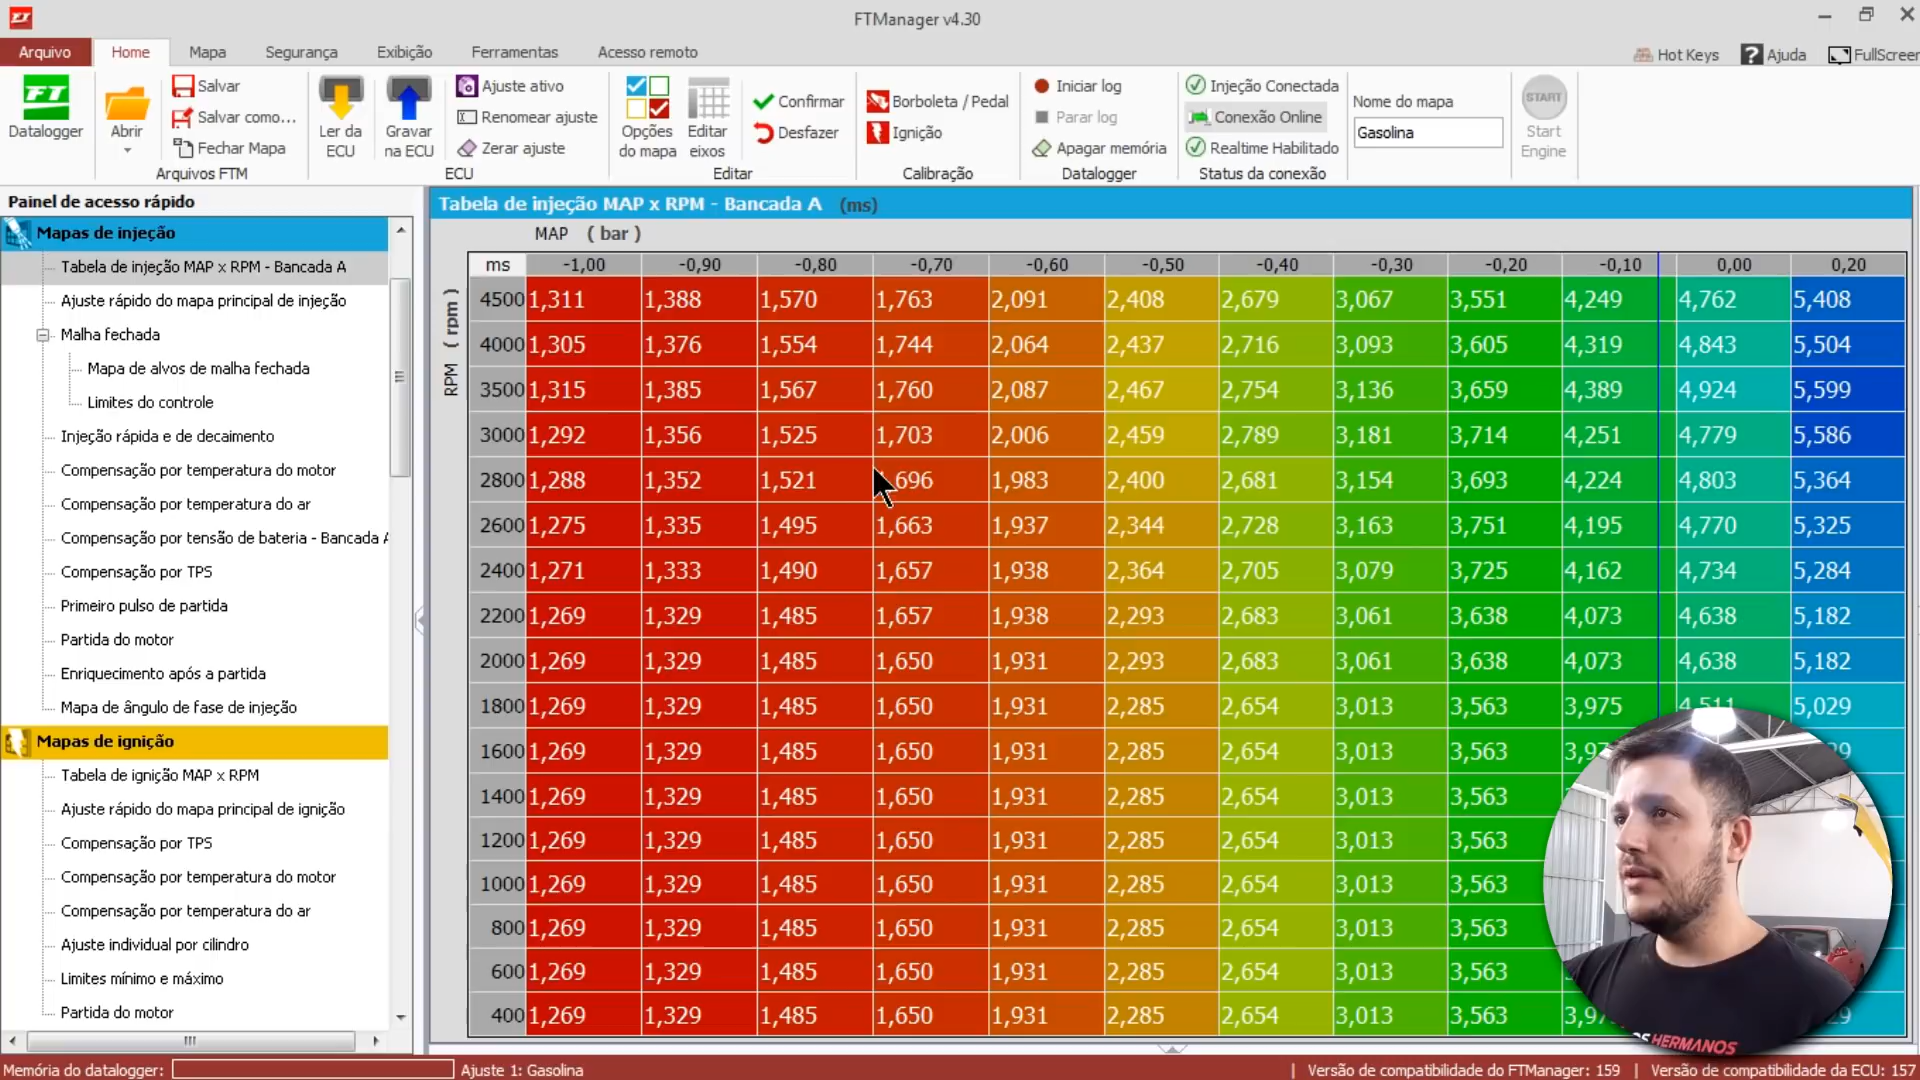 FTManager v4.30
Arquivo Home Mapa Segurança Exibição Ferramentas Acesso remoto
Hot Keys ? Ajuda FullScreen
FT Datalogger
Abrir
Salvar
Salvar como...
Fechar Mapa
Arquivos FTM
Ler da ECU
Gravar na ECU
Ajuste ativo
Renomear ajuste
Zerar ajuste
ECU
Opções do mapa
Editar eixos
Confirmar
Desfazer
Editar
Borboleta / Pedal
Ignição
Calibração
Iniciar log
Parar log
Apagar memória
Datalogger
Injeção Conectada
Conexão Online
Realtime Habilitado
Status da conexão
Nome do mapa
Gasolina
START
Start Engine
Painel de acesso rápido
Mapas de injeção
Tabela de injeção MAP x RPM - Bancada A
Ajuste rápido do mapa principal de injeção
Malha fechada
Mapa de alvos de malha fechada
Limites do controle
Injeção rápida e de decaimento
Compensação por temperatura do motor
Compensação por temperatura do ar
Compensação por tensão de bateria - Bancada A
Compensação por TPS
Primeiro pulso de partida
Partida do motor
Enriquecimento após a partida
Mapa de ângulo de fase de injeção
Mapas de ignição
Tabela de ignição MAP x RPM
Ajuste rápido do mapa principal de ignição
Compensação por TPS
Compensação por temperatura do motor
Compensação por temperatura do ar
Ajuste individual por cilindro
Limites mínimo e máximo
Partida do motor
Tabela de injeção MAP x RPM - Bancada A (ms)
MAP ( bar )
RPM ( rpm )
ms -1,00 -0,90 -0,80 -0,70 -0,60 -0,50 -0,40 -0,30 -0,20 -0,10 0,00 0,20
4500 1,311 1,388 1,570 1,763 2,091 2,408 2,679 3,067 3,551 4,249 4,762 5,408
4000 1,305 1,376 1,554 1,744 2,064 2,437 2,716 3,093 3,605 4,319 4,843 5,504
3500 1,315 1,385 1,567 1,760 2,087 2,467 2,754 3,136 3,659 4,389 4,924 5,599
3000 1,292 1,356 1,525 1,703 2,006 2,459 2,789 3,181 3,714 4,251 4,779 5,586
2800 1,288 1,352 1,521 1,696 1,983 2,400 2,681 3,154 3,693 4,224 4,803 5,364
2600 1,275 1,335 1,495 1,663 1,937 2,344 2,728 3,163 3,751 4,195 4,770 5,325
2400 1,271 1,333 1,490 1,657 1,938 2,364 2,705 3,079 3,725 4,162 4,734 5,284
2200 1,269 1,329 1,485 1,657 1,938 2,293 2,683 3,061 3,638 4,073 4,638 5,182
2000 1,269 1,329 1,485 1,650 1,931 2,293 2,683 3,061 3,638 4,073 4,638 5,182
1800 1,269 1,329 1,485 1,650 1,931 2,285 2,654 3,013 3,563 3,975 4,511 5,029
1600 1,269 1,329 1,485 1,650 1,931 2,285 2,654 3,013 3,563
1400 1,269 1,329 1,485 1,650 1,931 2,285 2,654 3,013 3,563
1200 1,269 1,329 1,485 1,650 1,931 2,285 2,654 3,013 3,563
1000 1,269 1,329 1,485 1,650 1,931 2,285 2,654 3,013 3,563
800 1,269 1,329 1,485 1,650 1,931 2,285 2,654 3,013 3,563
600 1,269 1,329 1,485 1,650 1,931 2,285 2,654 3,013 3,563
400 1,269 1,329 1,485 1,650 1,931 2,285 2,654 3,013 3,563
HERMANOS
Memória do datalogger: Ajuste 1: Gasolina | Versão de compatibilidade do FTManager: 159 | Versão de compatibilidade da ECU: 157